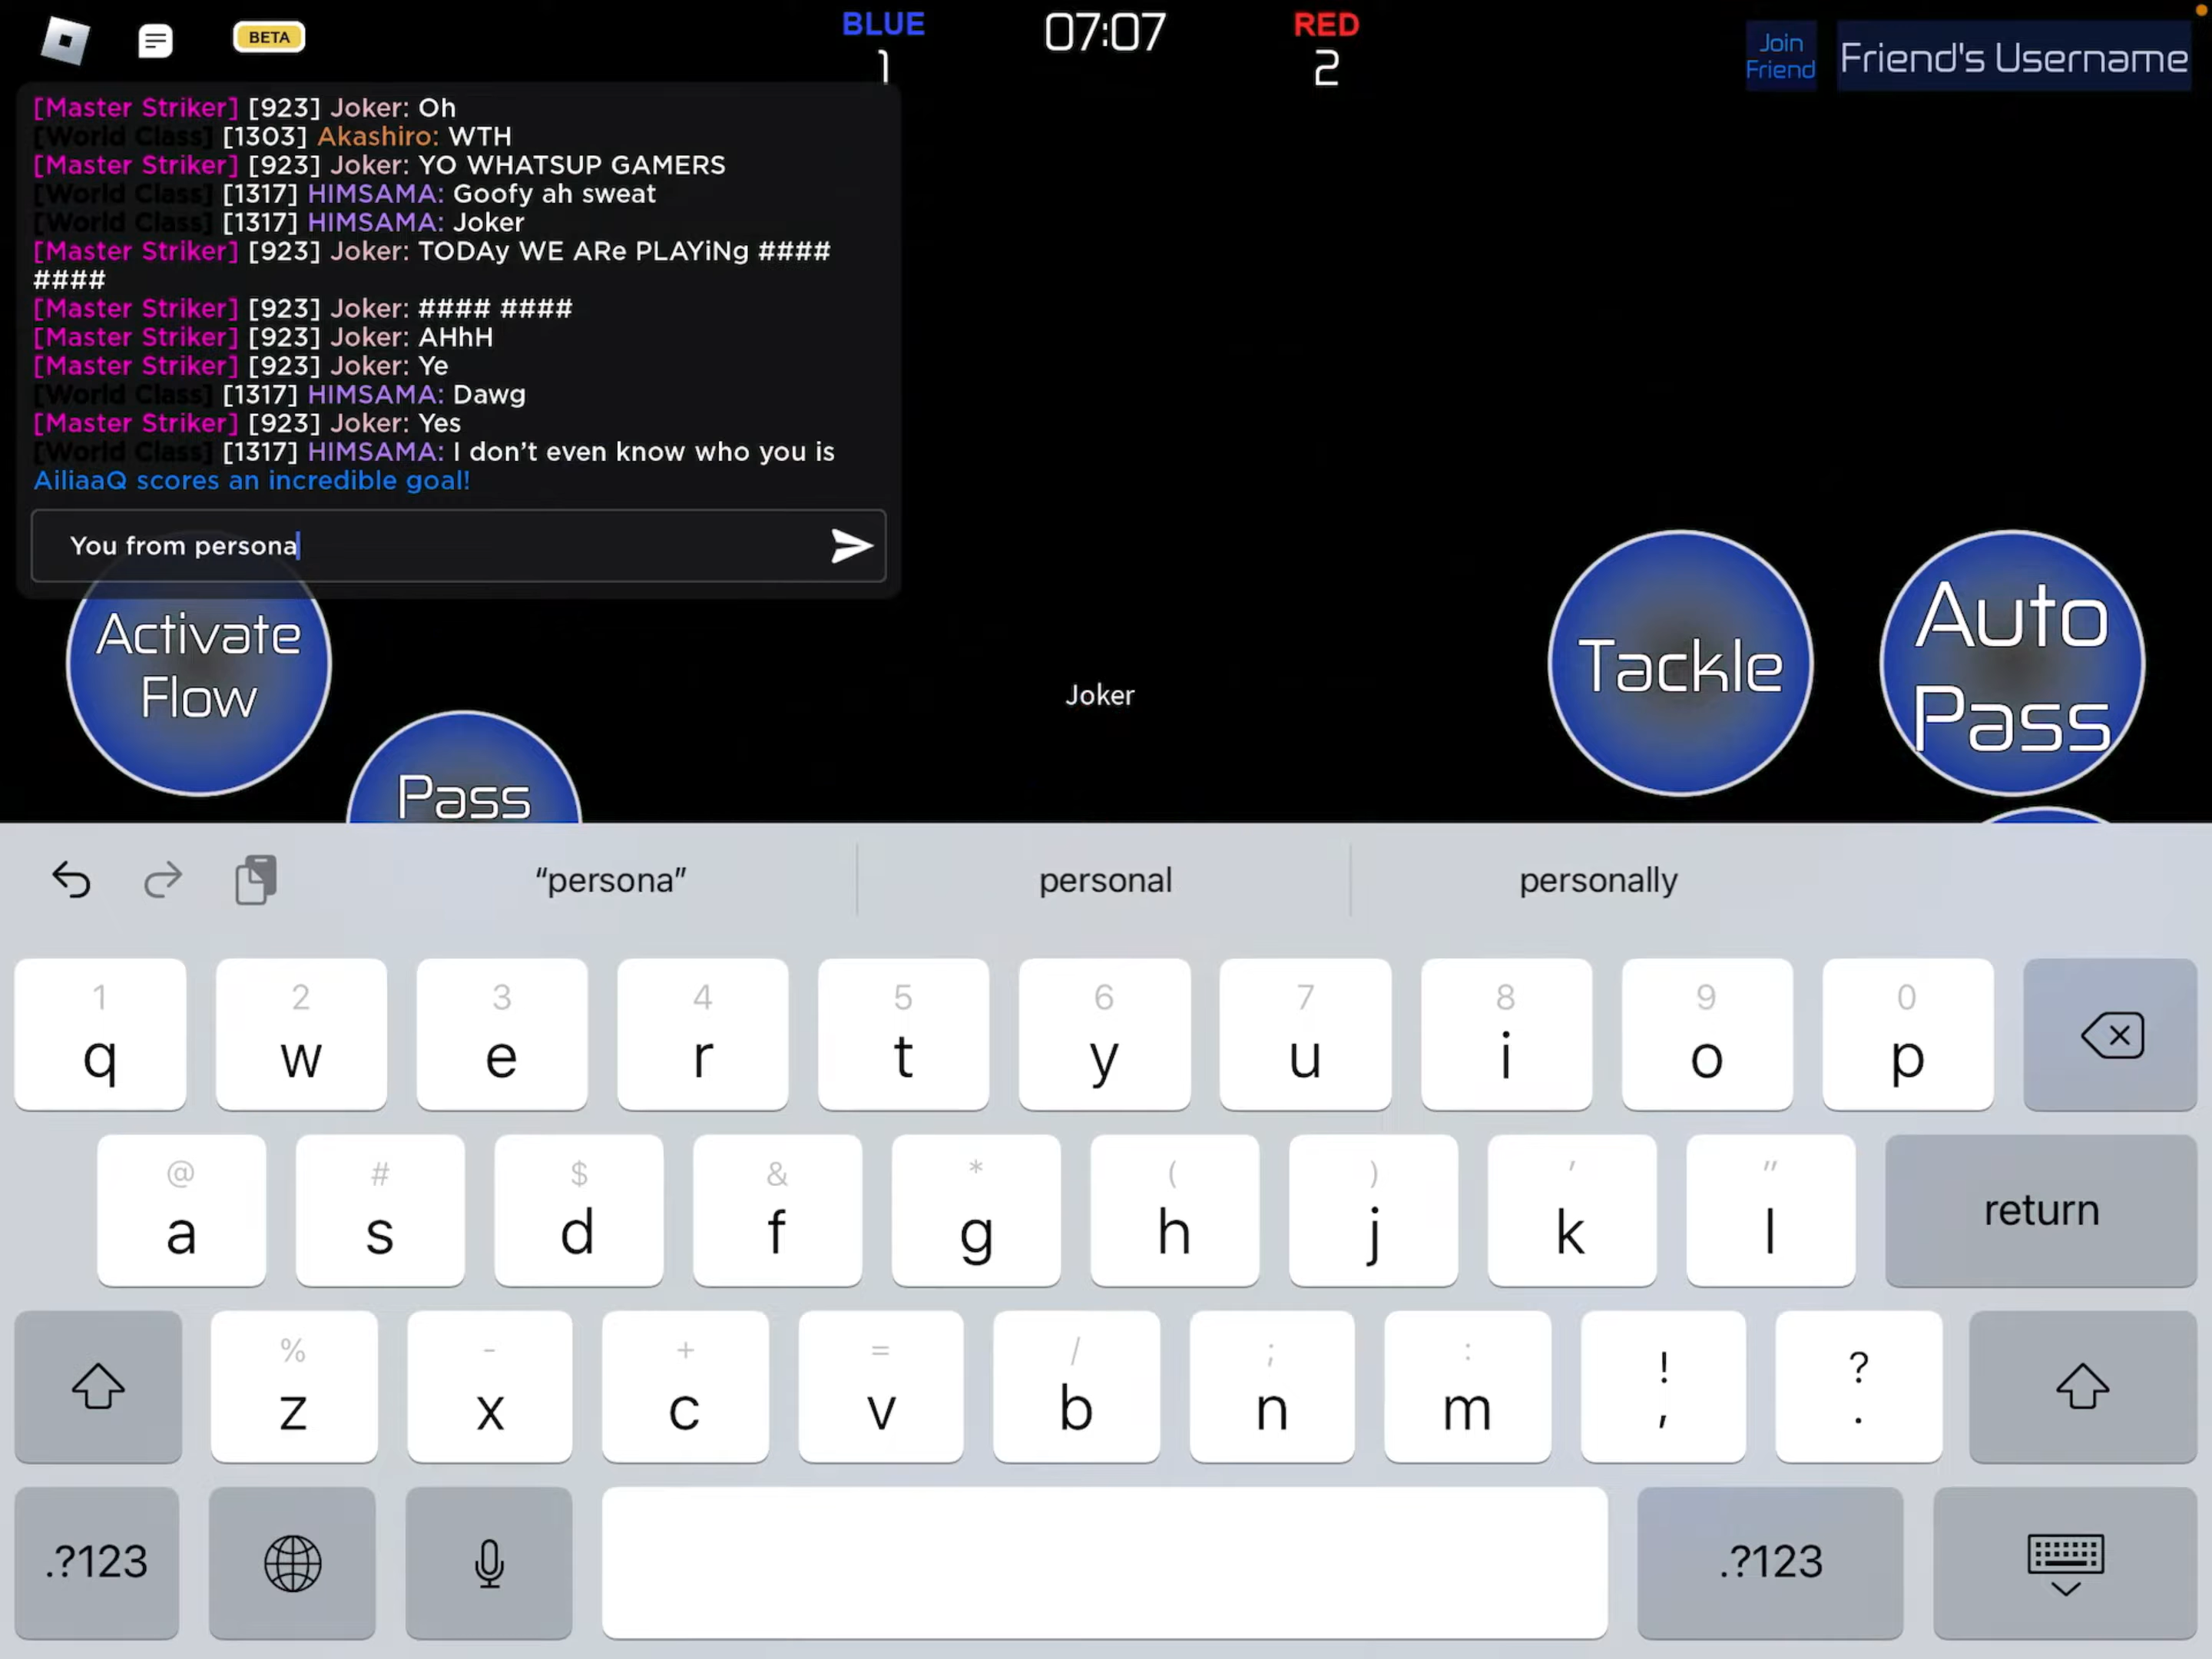 BETA
BLUE
1
07:07
RED
2
Join
Friend
Friend's Username
[Master Striker] [923] Joker: Oh
[World Class] [1303] Akashiro: WTH
[Master Striker] [923] Joker: YO WHATSUP GAMERS
[World Class] [1317] HIMSAMA: Goofy ah sweat
[World Class] [1317] HIMSAMA: Joker
[Master Striker] [923] Joker: TODAy WE ARe PLAYiNg ####
####
[Master Striker] [923] Joker: #### ####
[Master Striker] [923] Joker: AHhH
[Master Striker] [923] Joker: Ye
[World Class] [1317] HIMSAMA: Dawg
[Master Striker] [923] Joker: Yes
[World Class] [1317] HIMSAMA: I don’t even know who you is
AiliaaQ scores an incredible goal!
You from persona
Activate
Flow
Pass
Joker
Tackle
Auto
Pass
“persona” personal personally
1 2 3 4 5 6 7 8 9 0
q w e r t y u i o p
@ # $ & * ( ) ' "
a s d f g h j k l return
% - + = / ; : ! ?
z x c v b n m , .
.?123 .?123